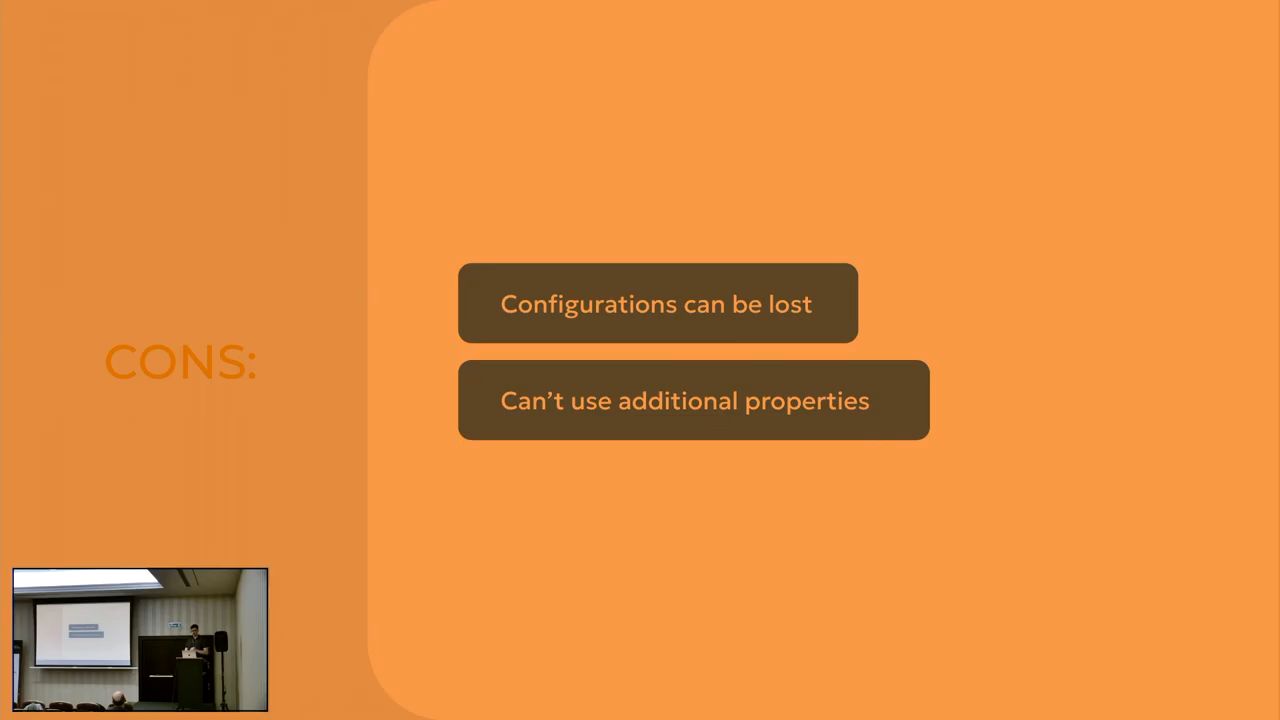 CONS:
Configurations can be lost
Can’t use additional properties